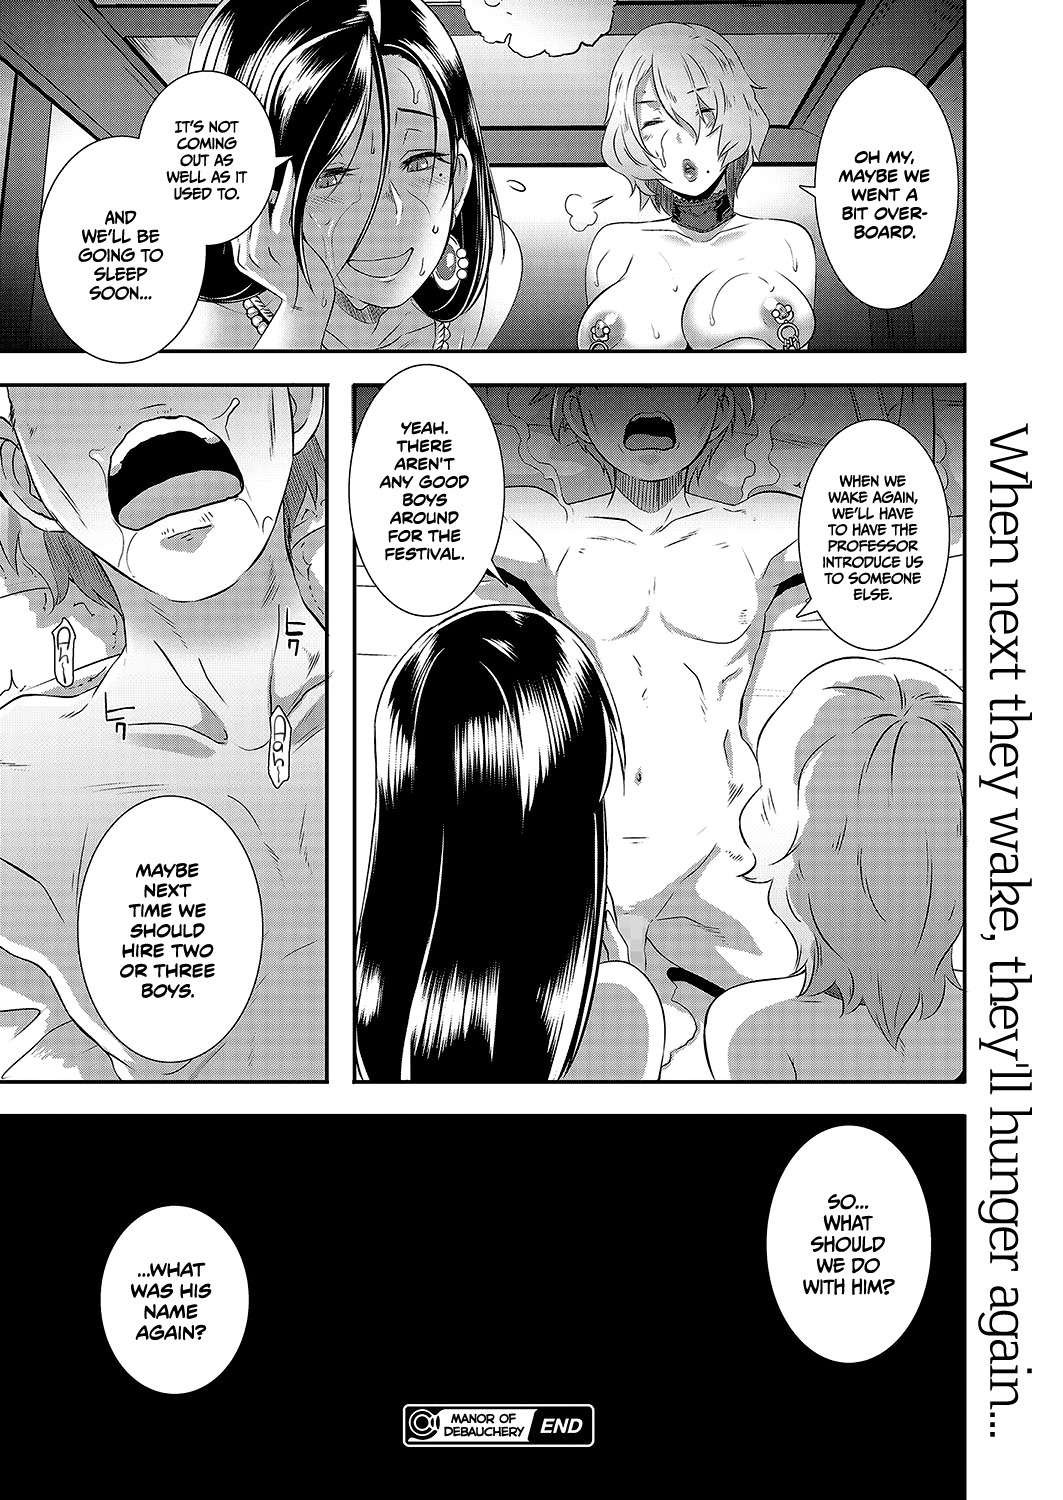 OH MY,
MAYBE WE
WENT A
BIT OVER-
BOARD.
IT'S NOT
COMING
OUT AS
WELL AS IT
USED TO.
AND
WE'LL BE
GOING TO
SLEEP
SOON...
WHEN WE
WAKE AGAIN,
WE'LL HAVE
TO HAVE THE
PROFESSOR
INTRODUCE US
TO SOMEONE
ELSE.
YEAH.
THERE
AREN'T
ANY GOOD
BOYS
AROUND
FOR THE
FESTIVAL.
ドク
ドク
MAYBE
NEXT
TIME WE
SHOULD
HIRE TWO
OR THREE
BOYS.
SO...
WHAT
SHOULD
WE DO
WITH HIM?
...WHAT
WAS HIS
NAME
AGAIN?
When next they wake, they'll hunger again...
MANOR OF
DEBAUCHERY
END